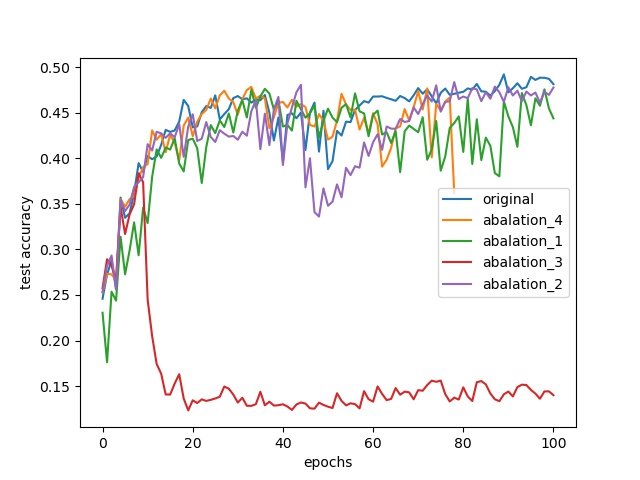 0.50
0.45
0.40
0.35
0.30
0.25
0.20
0.15
test accuracy
original
abalation_4
abalation_1
abalation_3
abalation_2
0 20 40 60 80 100
epochs